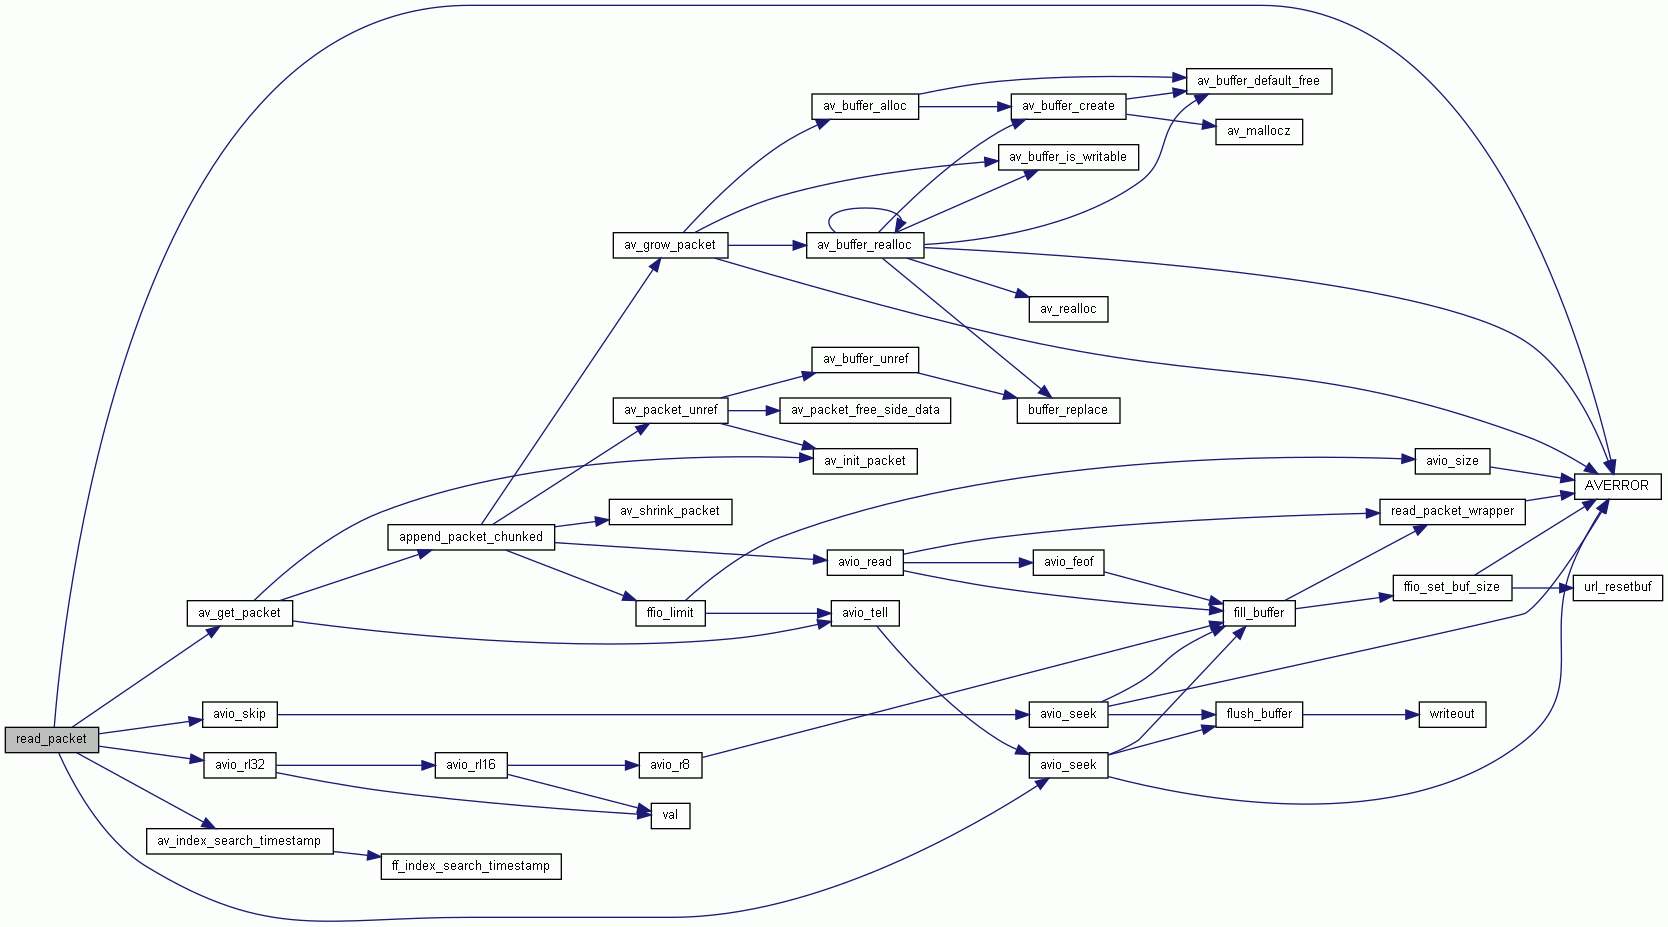 av_buffer_default_free
av_buffer_alloc
av_buffer_create
av_mallocz
av_buffer_is_writable
av_grow_packet
av_buffer_realloc
av_realloc
av_buffer_unref
av_packet_unref
av_packet_free_side_data
buffer_replace
av_init_packet
avio_size
AVERROR
av_shrink_packet
read_packet_wrapper
append_packet_chunked
avio_read
avio_feof
ffio_set_buf_size
url_resetbuf
av_get_packet
ffio_limit
avio_tell
fill_buffer
avio_skip
avio_seek
flush_buffer
writeout
read_packet
avio_rl32
avio_rl16
avio_r8
avio_seek
val
av_index_search_timestamp
ff_index_search_timestamp